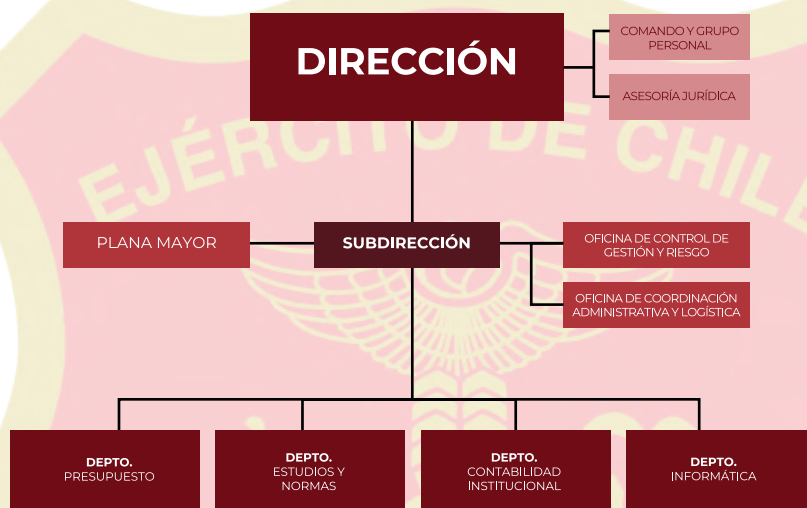 DIRECCIÓN
COMANDO Y GRUPO
PERSONAL
ASESORÍA JURÍDICA
EJÉRCITO DE CHILE
PLANA MAYOR
SUBDIRECCIÓN
OFICINA DE CONTROL DE
GESTIÓN Y RIESGO
OFICINA DE COORDINACIÓN
ADMINISTRATIVA Y LOGÍSTICA
DEPTO.
PRESUPUESTO
DEPTO.
ESTUDIOS Y
NORMAS
DEPTO.
CONTABILIDAD
INSTITUCIONAL
DEPTO.
INFORMÁTICA